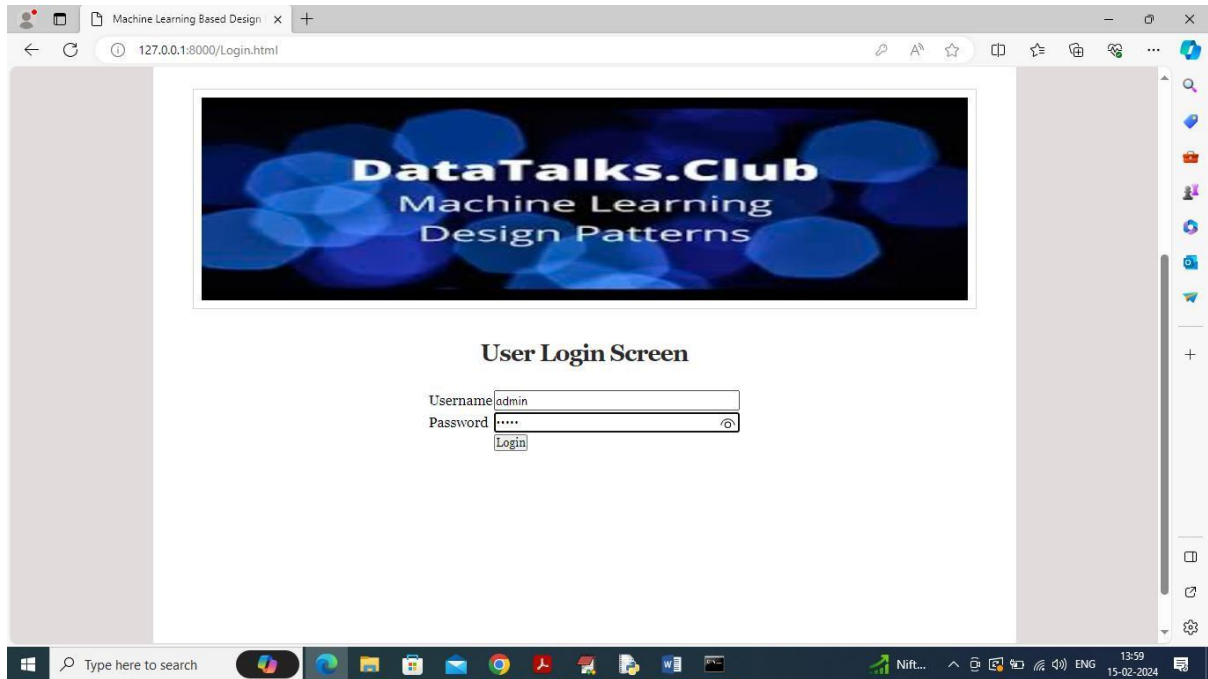 Machine Learning Based Design
127.0.0.1:8000/Login.html
DataTalks.Club
Machine Learning
Design Patterns
User Login Screen
Username admin
Password •••••
Login
Type here to search
Nift... ENG 13:59
15-02-2024